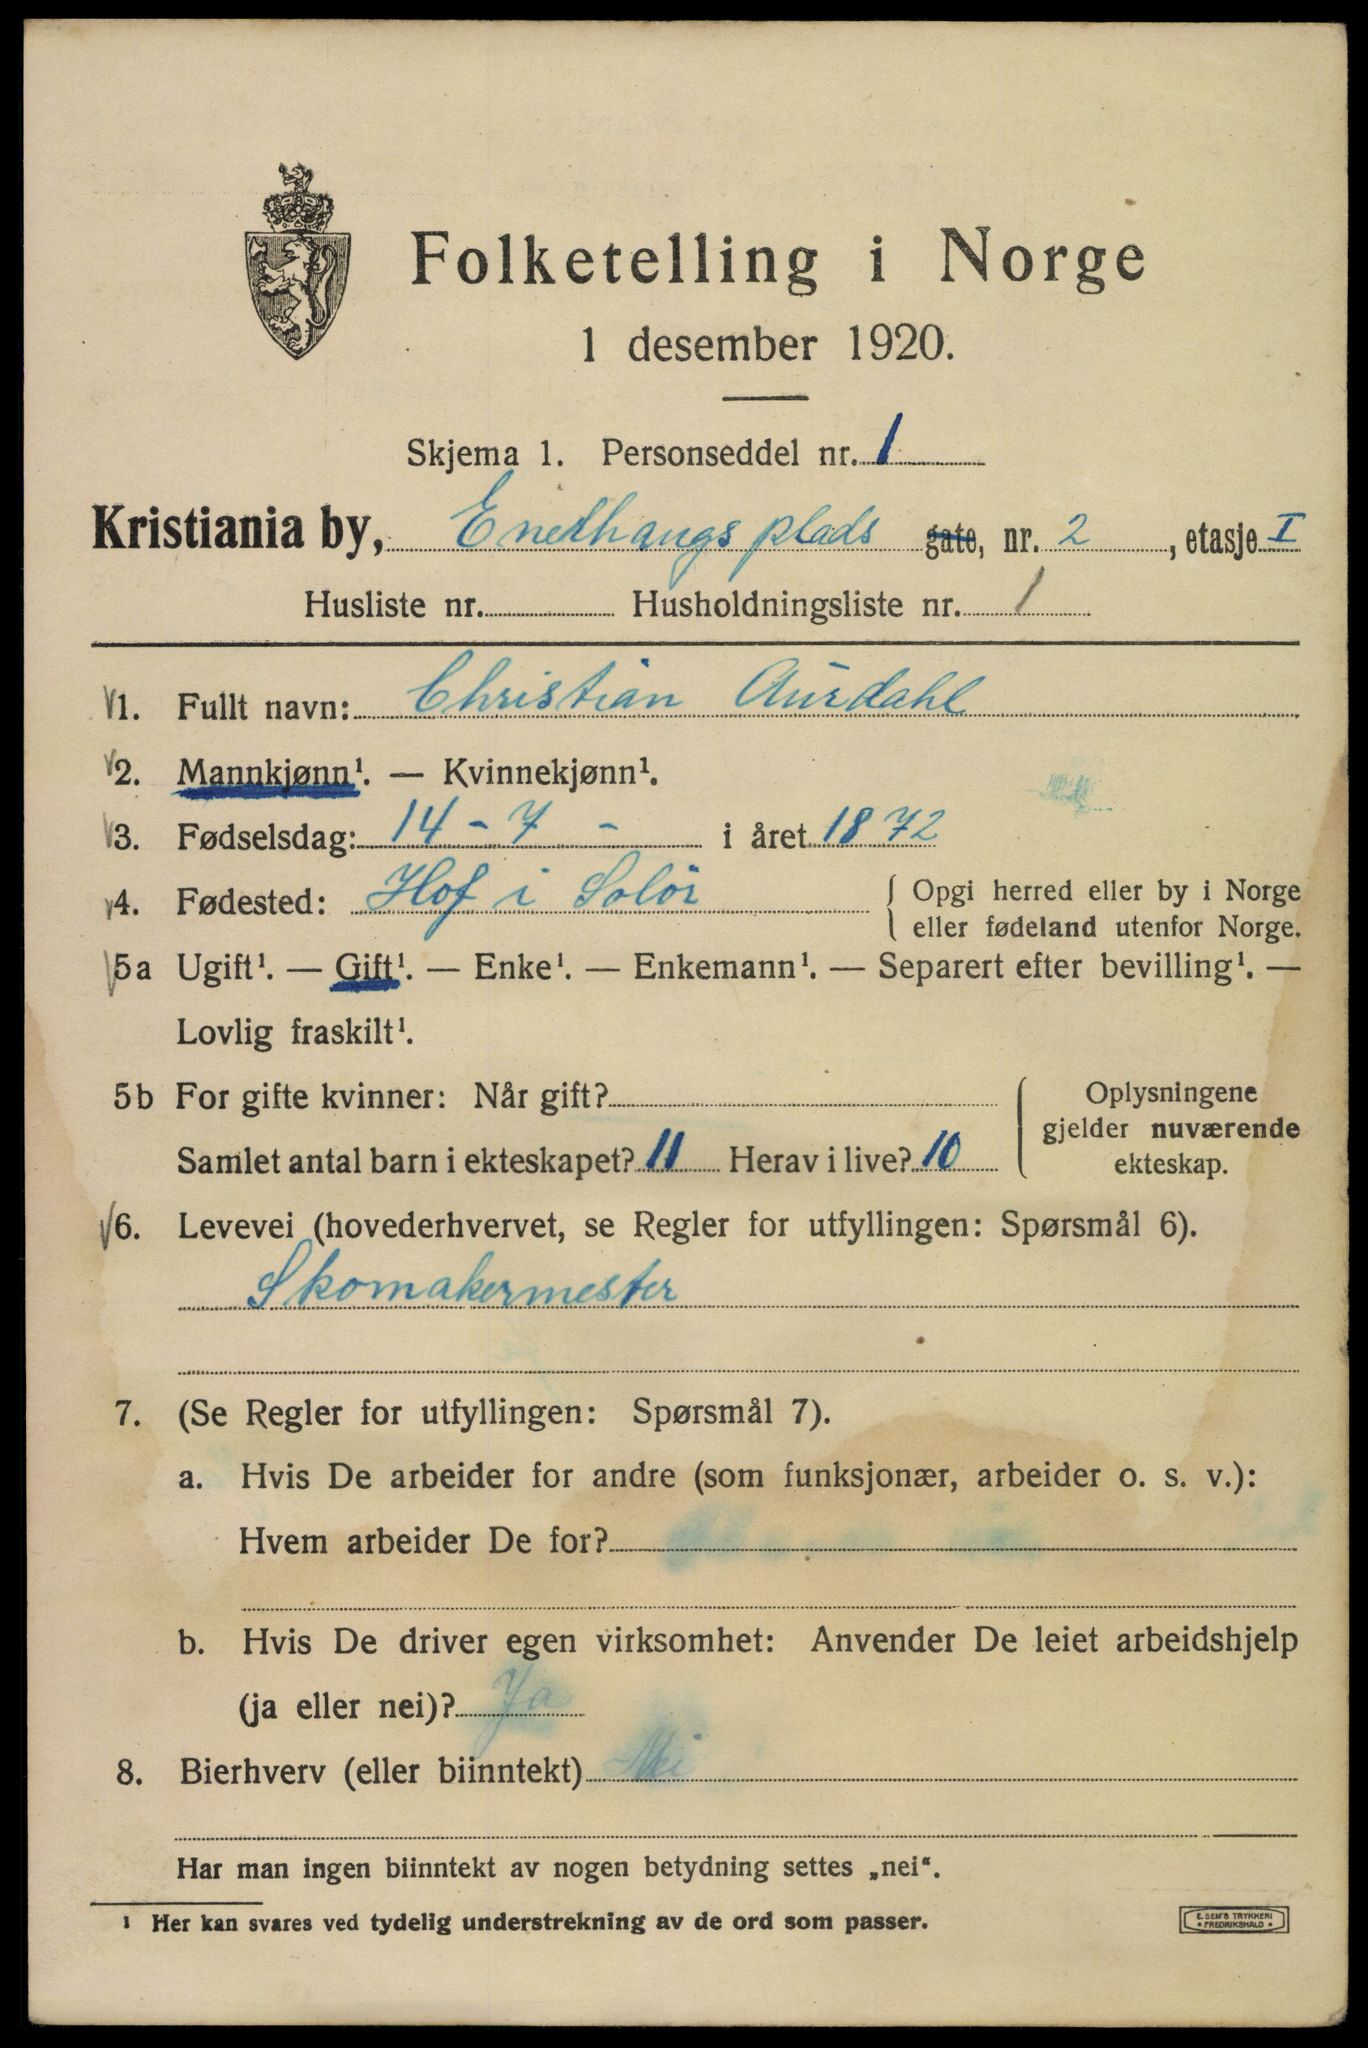 Folketelling i Norge
1 desember 1920.
Skjema 1. Personseddel nr. 1
Kristiania by, Enerhaugs plads gate, nr. 2, etasje I
Husliste nr. Husholdningsliste nr. 1
1. Fullt navn: Christian Aurdahl
2. Mannkjønn¹. — Kvinnekjønn¹.
3. Fødselsdag: 14 - 7 - i året 1872
4. Fødested: Hof i Solör { Opgi herred eller by i Norge
eller fødeland utenfor Norge.
5a Ugift¹. — Gift¹. — Enke¹. — Enkemann¹. — Separert efter bevilling¹. —
Lovlig fraskilt¹.
5b For gifte kvinner: Når gift?
Samlet antal barn i ekteskapet? 11 Herav i live? 10
{ Oplysningene
gjelder nuværende
ekteskap.
6. Levevei (hovederhvervet, se Regler for utfyllingen: Spørsmål 6).
Skomakermester
7. (Se Regler for utfyllingen: Spørsmål 7).
a. Hvis De arbeider for andre (som funksjonær, arbeider o. s. v.):
Hvem arbeider De for?
b. Hvis De driver egen virksomhet: Anvender De leiet arbeidshjelp
(ja eller nei)? Ja
8. Bierhverv (eller biinntekt) Nei
Har man ingen biinntekt av nogen betydning settes „nei“.
¹ Her kan svares ved tydelig understrekning av de ord som passer.
E. SEM'S TRYKKERI
• FREDRIKSHALD •